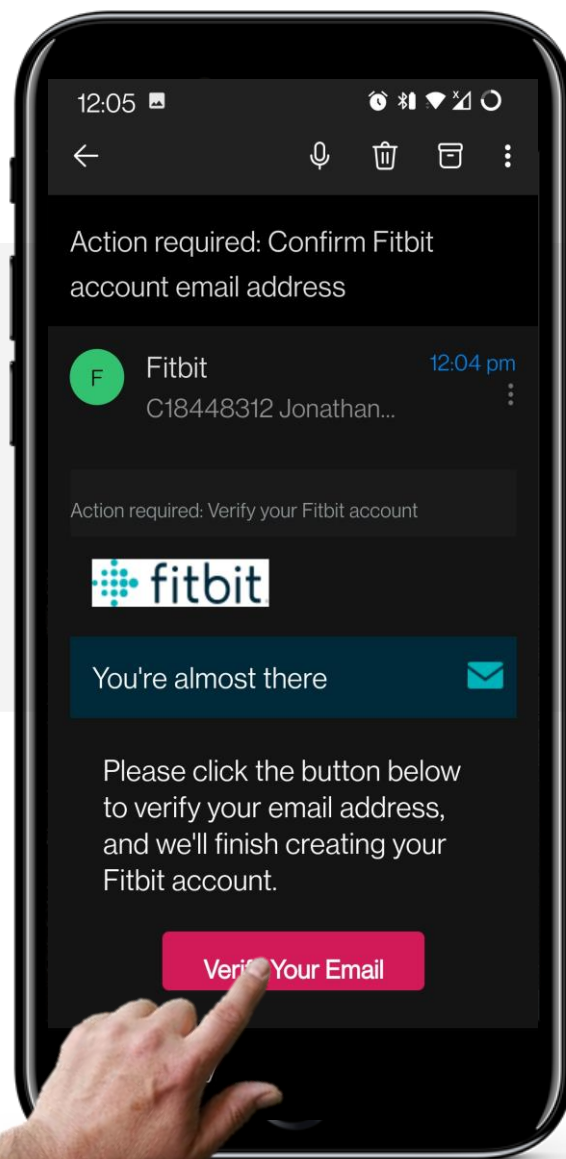 12:05
Action required: Confirm Fitbit
account email address
F
Fitbit
12:04 pm
C18448312 Jonathan...
Action required: Verify your Fitbit account
fitbit
You're almost there
Please click the button below
to verify your email address,
and we'll finish creating your
Fitbit account.
Verify Your Email